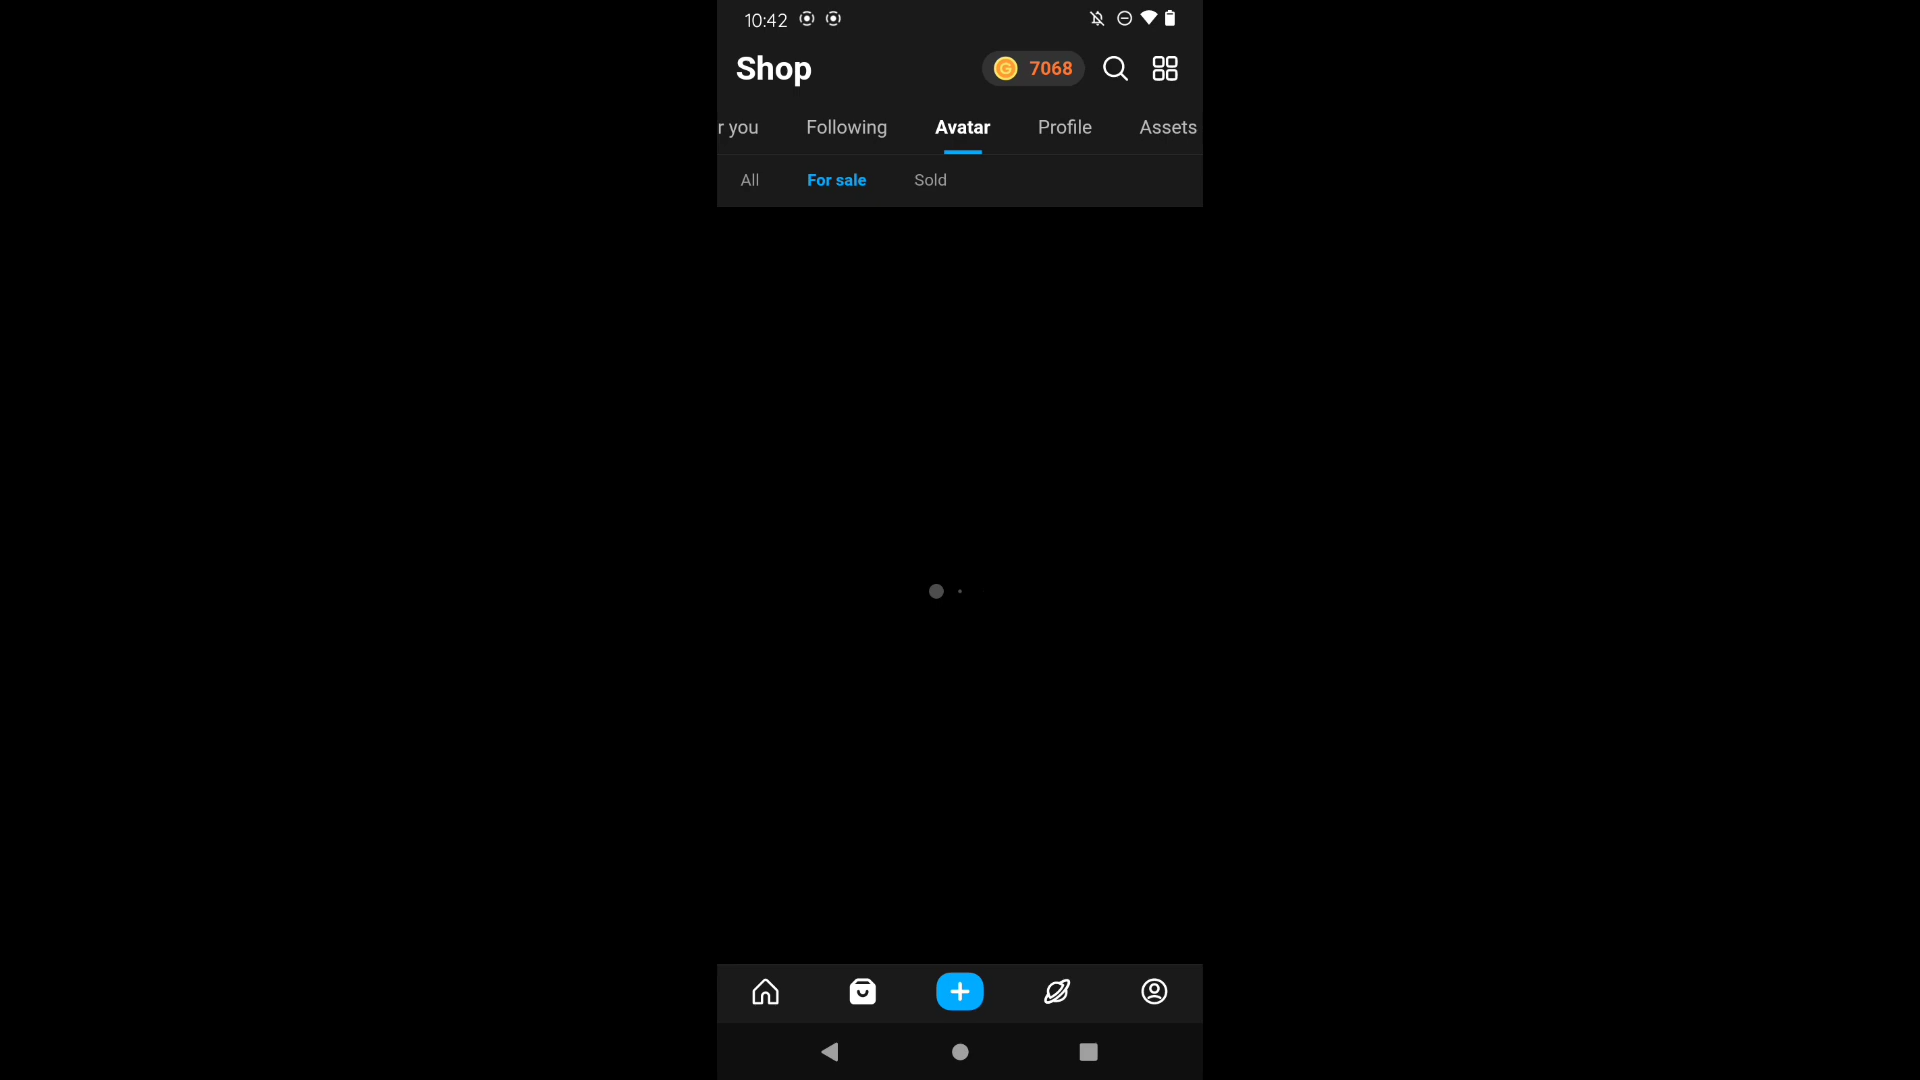 10:42
Shop
G 7068
r you Following Avatar Profile Assets
All For sale Sold